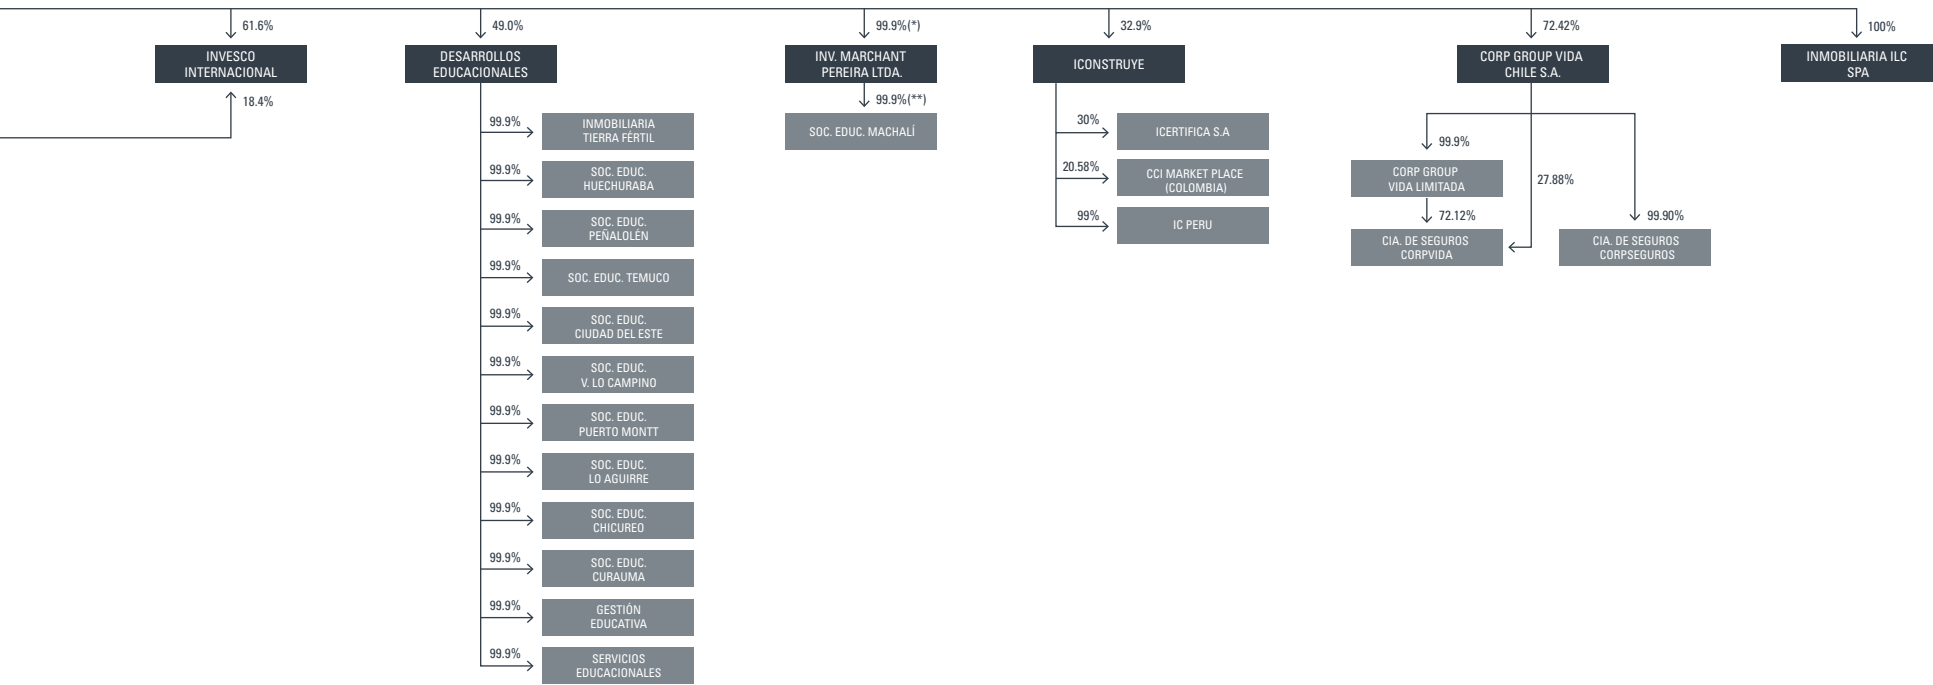 61.6%
INVESCO
INTERNACIONAL
18.4%
49.0%
DESARROLLOS
EDUCACIONALES
99.9%
INMOBILIARIA
TIERRA FÉRTIL
99.9%
SOC. EDUC.
HUECHURABA
99.9%
SOC. EDUC.
PEÑALOLÉN
99.9%
SOC. EDUC. TEMUCO
99.9%
SOC. EDUC.
CIUDAD DEL ESTE
99.9%
SOC. EDUC.
V. LO CAMPINO
99.9%
SOC. EDUC.
PUERTO MONTT
99.9%
SOC. EDUC.
LO AGUIRRE
99.9%
SOC. EDUC.
CHICUREO
99.9%
SOC. EDUC.
CURAUMA
99.9%
GESTIÓN
EDUCATIVA
99.9%
SERVICIOS
EDUCACIONALES
99.9%(*)
INV. MARCHANT
PEREIRA LTDA.
99.9%(**)
SOC. EDUC. MACHALÍ
32.9%
ICONSTRUYE
30%
ICERTIFICA S.A
20.58%
CCI MARKET PLACE
(COLOMBIA)
99%
IC PERU
72.42%
CORP GROUP VIDA
CHILE S.A.
99.9%
CORP GROUP
VIDA LIMITADA
27.88%
72.12%
CIA. DE SEGUROS
CORPVIDA
99.90%
CIA. DE SEGUROS
CORPSEGUROS
100%
INMOBILIARIA ILC
SPA